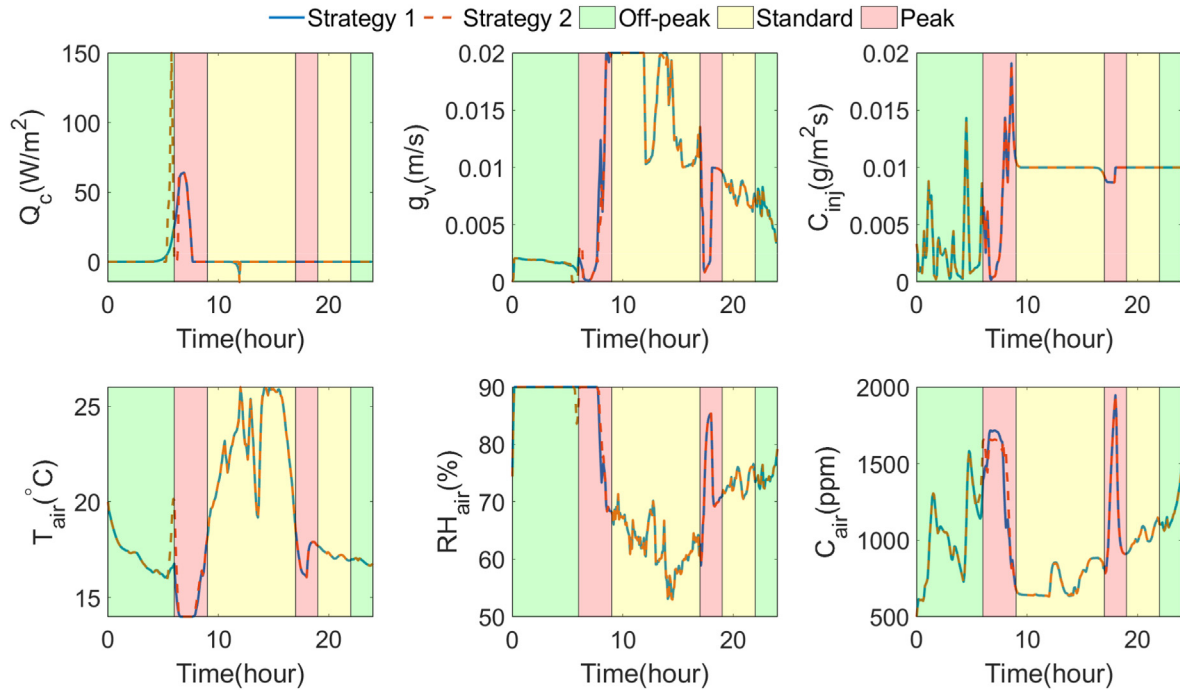 Strategy 1 Strategy 2 Off-peak Standard Peak
150
100
50
0
Q_c(W/m^2)
0 10 20
Time(hour)
0.02
0.015
0.01
0.005
0
g_v(m/s)
0 10 20
Time(hour)
0.02
0.015
0.01
0.005
0
C_inj(g/m^2s)
0 10 20
Time(hour)
25
20
15
T_air(°C)
0 10 20
Time(hour)
90
80
70
60
50
RH_air(%)
0 10 20
Time(hour)
2000
1500
1000
500
C_air(ppm)
0 10 20
Time(hour)